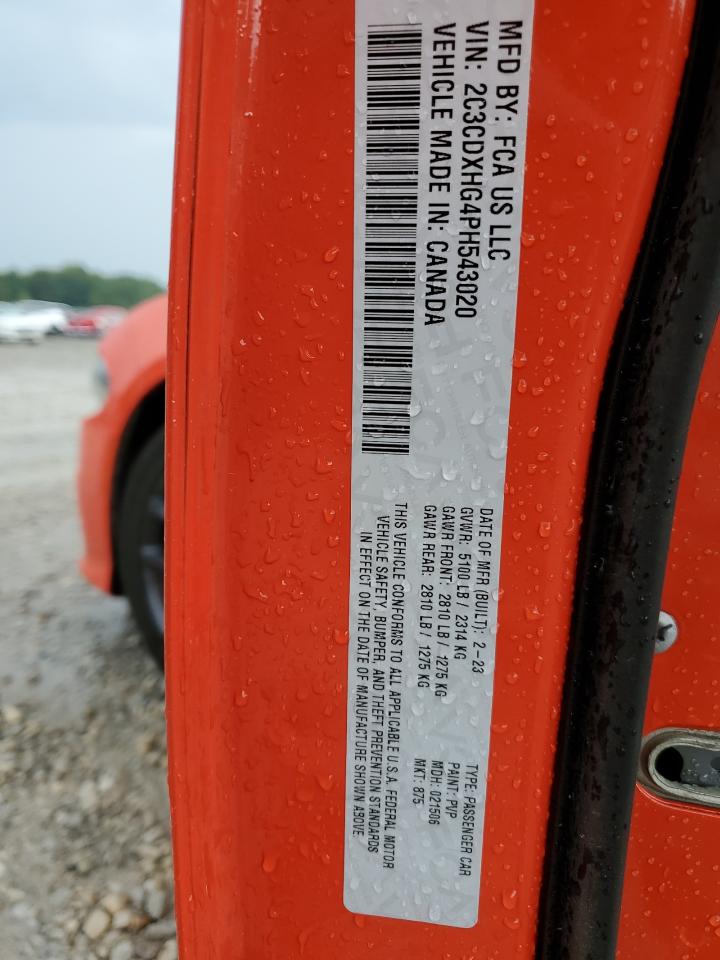 MFD BY: FCA US LLC
VIN: 2C3CDXHG4PH543020
VEHICLE MADE IN: CANADA
DATE OF MFR (BUILT): 2-23
GVWR: 5100 LB / 2314 KG
GAWR FRONT: 2810 LB / 1275 KG
GAWR REAR: 2810 LB / 1275 KG
THIS VEHICLE CONFORMS TO ALL APPLICABLE U.S.A. FEDERAL MOTOR
VEHICLE SAFETY, BUMPER, AND THEFT PREVENTION STANDARDS
IN EFFECT ON THE DATE OF MANUFACTURE SHOWN ABOVE.
TYPE: PASSENGER CAR
PAINT: PVP
MDH: 021506
MKT: 875